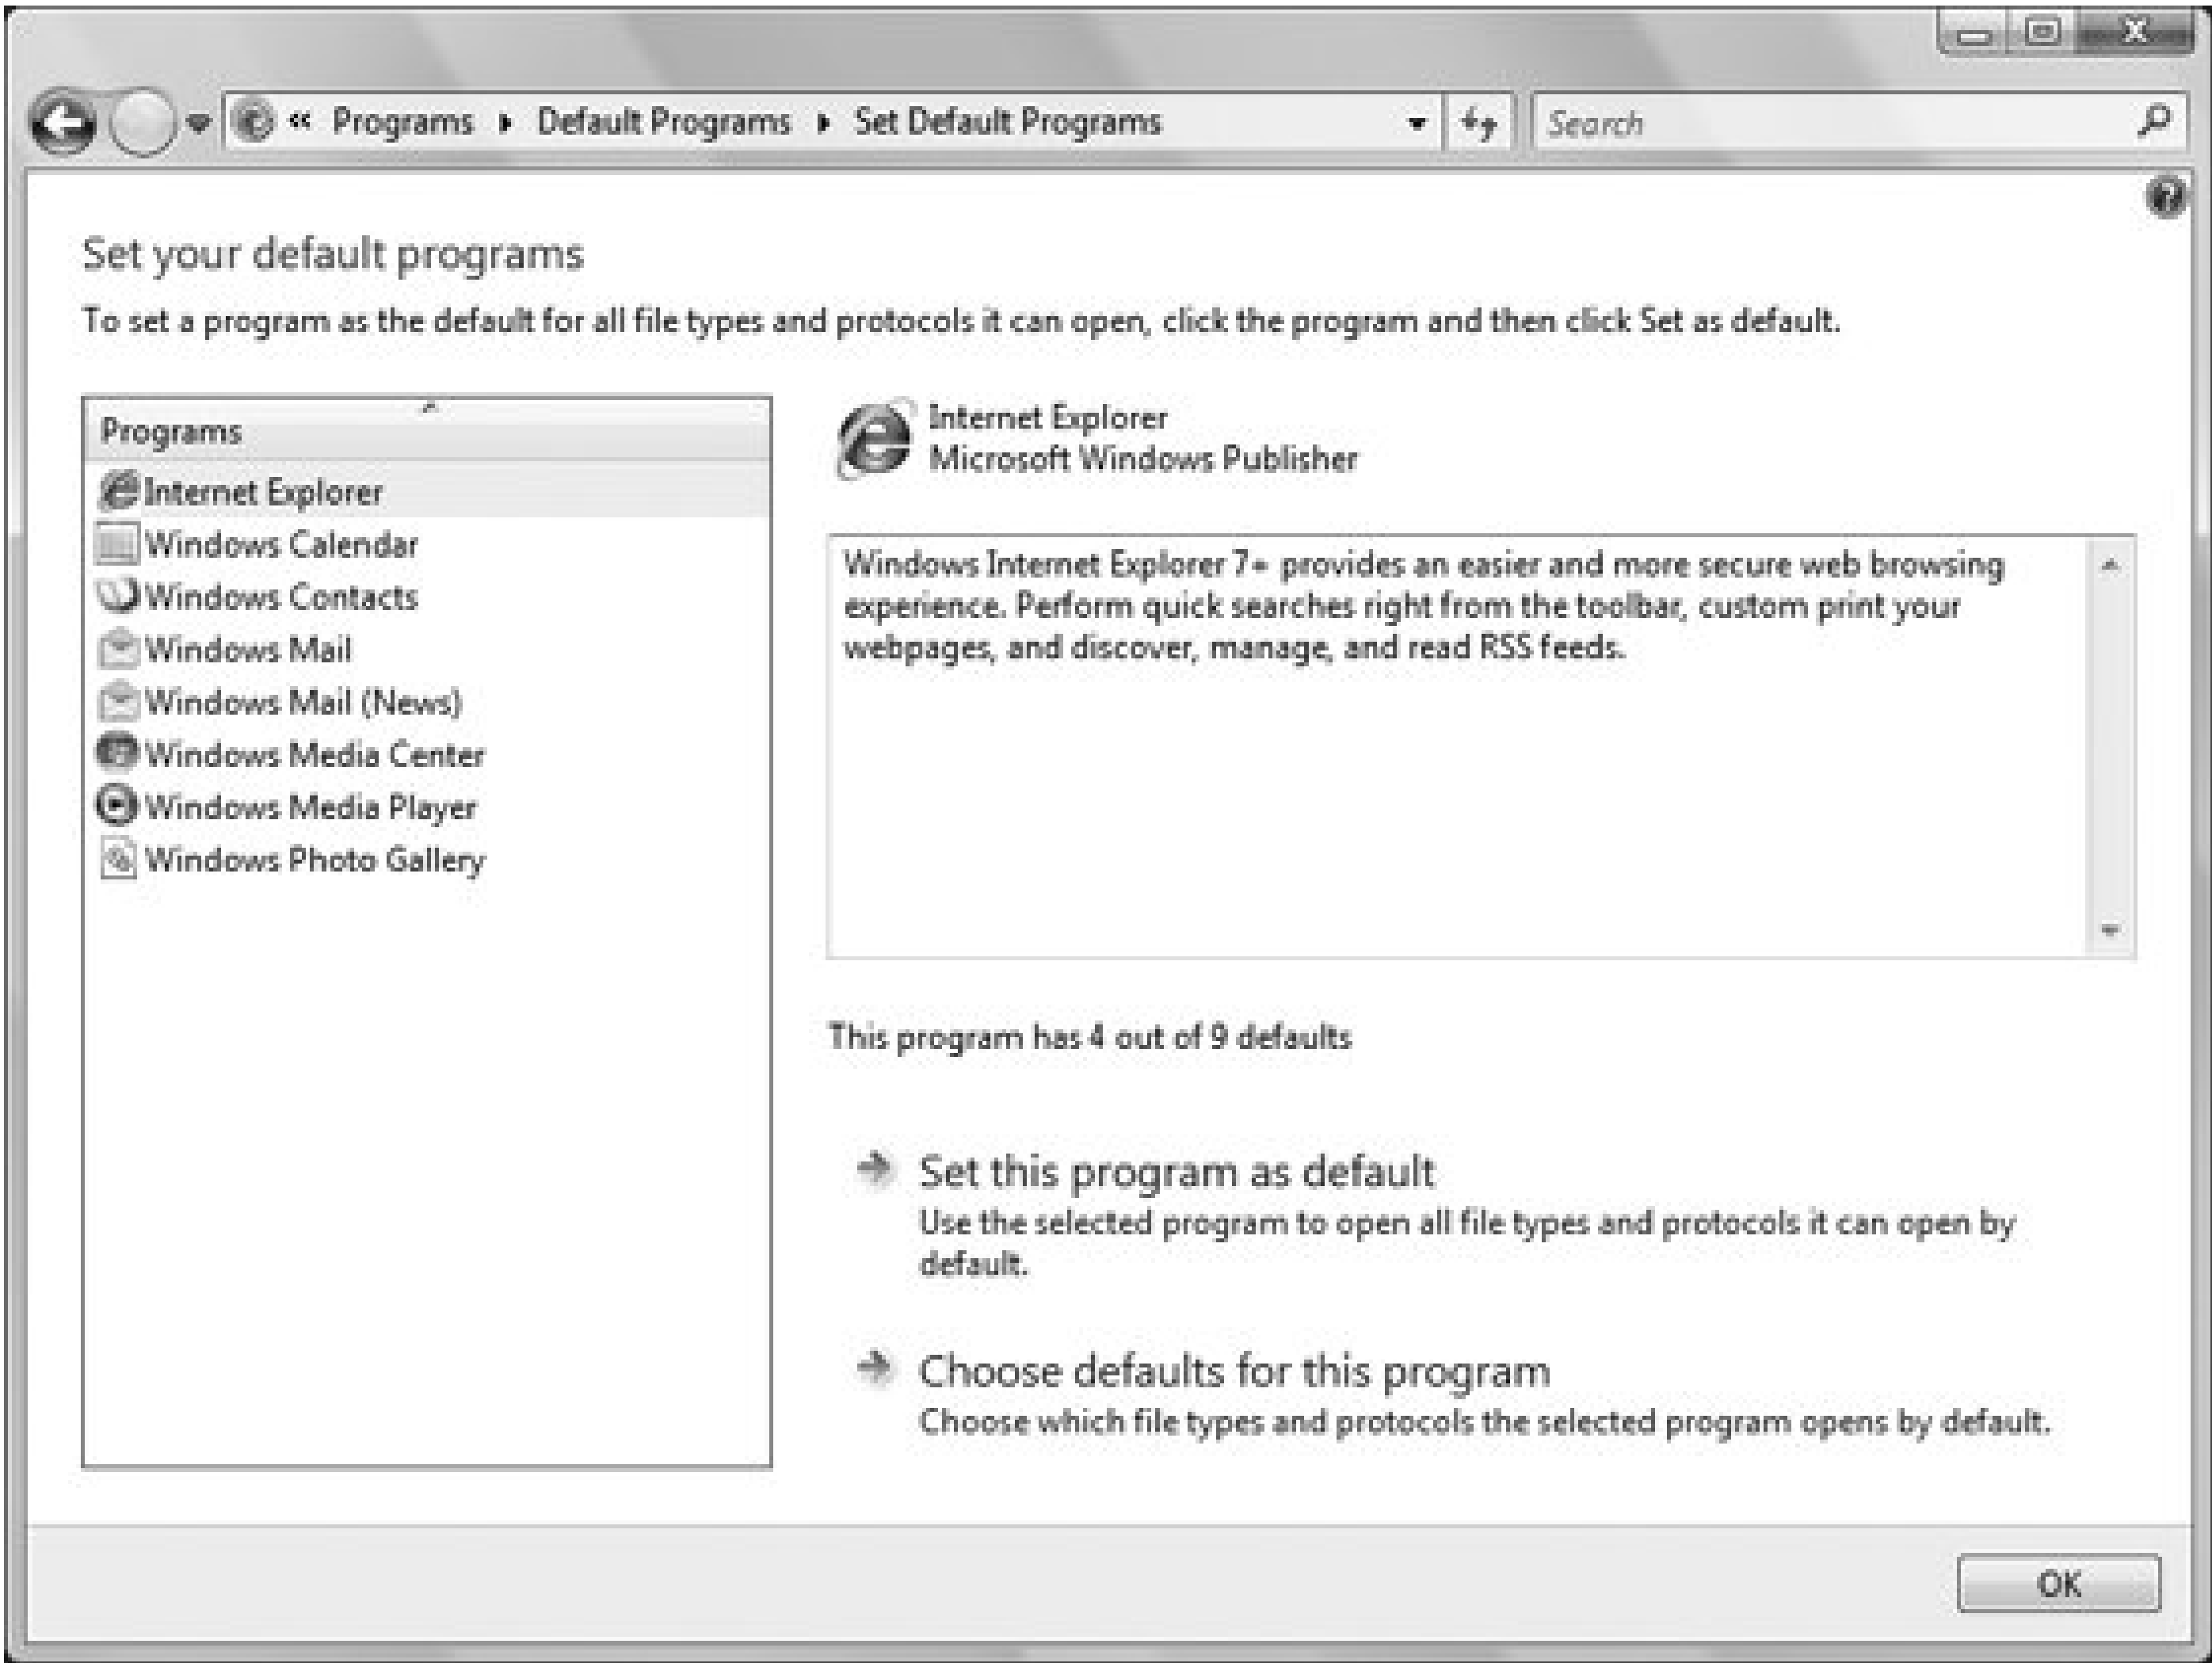 « Programs ▸ Default Programs ▸ Set Default Programs
Search
Set your default programs
To set a program as the default for all file types and protocols it can open, click the program and then click Set as default.
Programs
Internet Explorer
Windows Calendar
Windows Contacts
Windows Mail
Windows Mail (News)
Windows Media Center
Windows Media Player
Windows Photo Gallery
Internet Explorer
Microsoft Windows Publisher
Windows Internet Explorer 7+ provides an easier and more secure web browsing
experience. Perform quick searches right from the toolbar, custom print your
webpages, and discover, manage, and read RSS feeds.
This program has 4 out of 9 defaults
Set this program as default
Use the selected program to open all file types and protocols it can open by
default.
Choose defaults for this program
Choose which file types and protocols the selected program opens by default.
OK